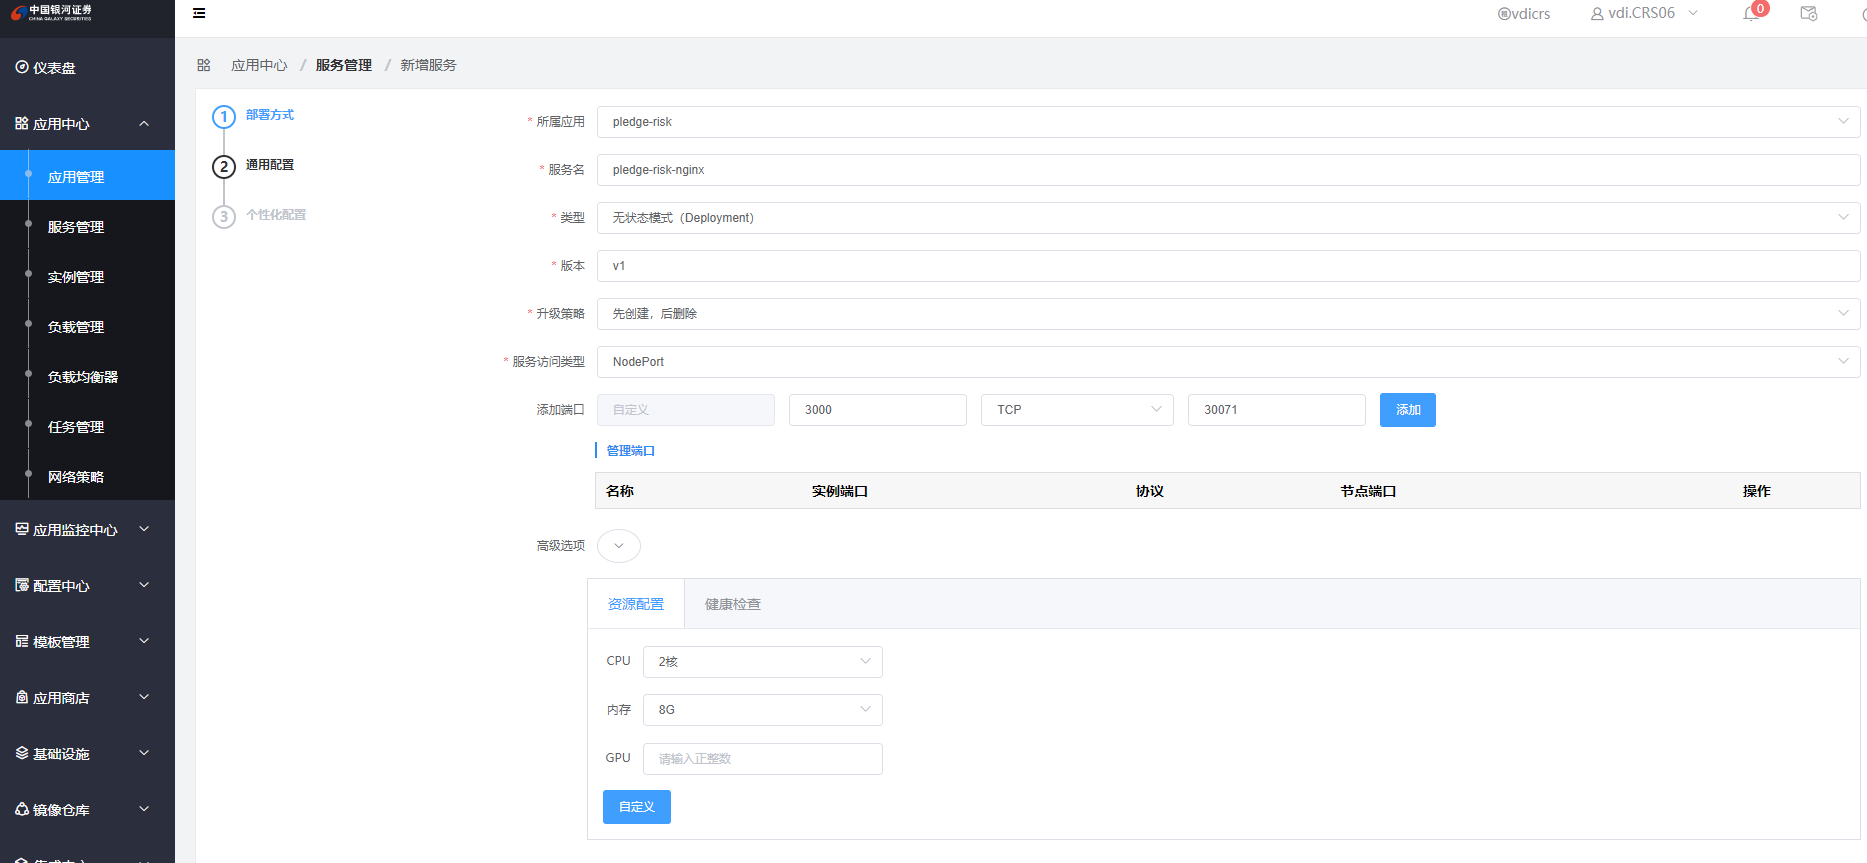 中国银河证券
CHINA GALAXY SECURITIES
租vdicrs
vdi.CRS06
0
仪表盘
应用中心
应用管理
服务管理
实例管理
负载管理
负载均衡器
任务管理
网络策略
应用监控中心
配置中心
模板管理
应用商店
基础设施
镜像仓库
应用中心 / 服务管理 / 新增服务
1 部署方式
2 通用配置
3 个性化配置
* 所属应用 pledge-risk
* 服务名 pledge-risk-nginx
* 类型 无状态模式（Deployment）
* 版本 v1
* 升级策略 先创建，后删除
* 服务访问类型 NodePort
添加端口 自定义 3000 TCP 30071 添加
管理端口
名称 实例端口 协议 节点端口 操作
高级选项
资源配置 健康检查
CPU 2核
内存 8G
GPU 请输入正整数
自定义